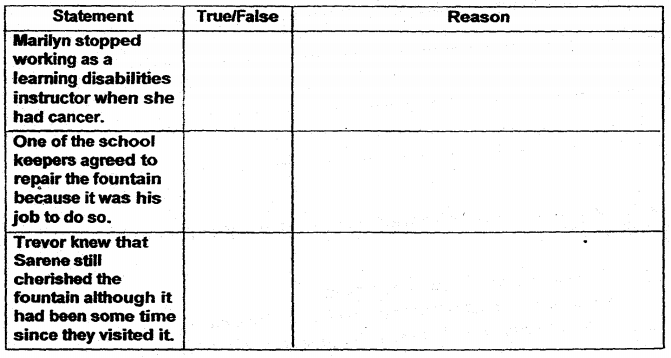 Statement True/False Reason
Marilyn stopped
working as a
learning disabilities
instructor when she
had cancer.
One of the school
keepers agreed to
repair the fountain
because it was his
job to do so.
Trevor knew that
Sarene still
cherished the
fountain although it
had been some time
since they visited it.